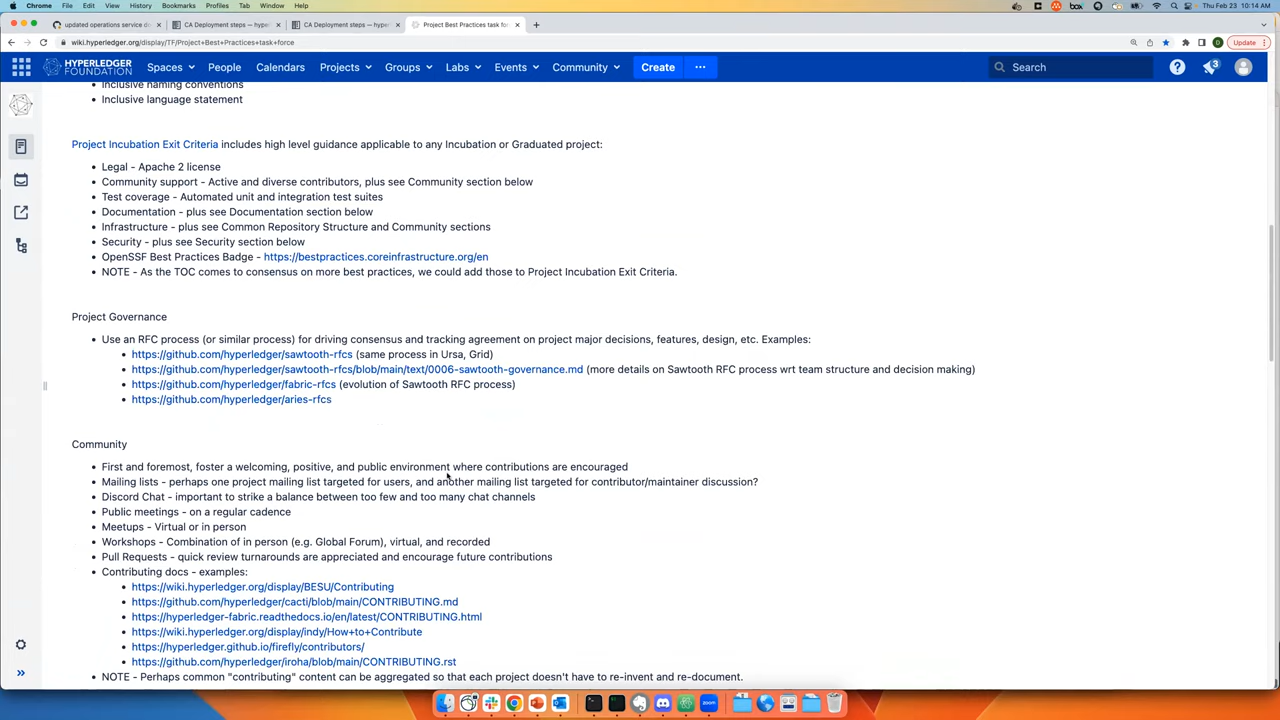 Chrome File Edit View History Bookmarks Profiles Tab Window Help
box
Thu Feb 23 10:14 AM
updated operations service do
CA Deployment steps — hyperl
CA Deployment steps — hyper
Project Best Practices task for
wiki.hyperledger.org/display/TF/Project+Best+Practices+task+force
Update
HYPERLEDGER FOUNDATION
Spaces People Calendars Projects Groups Labs Events Community Create ...
Search
3
Inclusive naming conventions
Inclusive language statement
Project Incubation Exit Criteria includes high level guidance applicable to any Incubation or Graduated project:
Legal - Apache 2 license
Community support - Active and diverse contributors, plus see Community section below
Test coverage - Automated unit and integration test suites
Documentation - plus see Documentation section below
Infrastructure - plus see Common Repository Structure and Community sections
Security - plus see Security section below
OpenSSF Best Practices Badge - https://bestpractices.coreinfrastructure.org/en
NOTE - As the TOC comes to consensus on more best practices, we could add those to Project Incubation Exit Criteria.
Project Governance
Use an RFC process (or similar process) for driving consensus and tracking agreement on project major decisions, features, design, etc. Examples:
https://github.com/hyperledger/sawtooth-rfcs (same process in Ursa, Grid)
https://github.com/hyperledger/sawtooth-rfcs/blob/main/text/0006-sawtooth-governance.md (more details on Sawtooth RFC process wrt team structure and decision making)
https://github.com/hyperledger/fabric-rfcs (evolution of Sawtooth RFC process)
https://github.com/hyperledger/aries-rfcs
Community
First and foremost, foster a welcoming, positive, and public environment where contributions are encouraged
Mailing lists - perhaps one project mailing list targeted for users, and another mailing list targeted for contributor/maintainer discussion?
Discord Chat - important to strike a balance between too few and too many chat channels
Public meetings - on a regular cadence
Meetups - Virtual or in person
Workshops - Combination of in person (e.g. Global Forum), virtual, and recorded
Pull Requests - quick review turnarounds are appreciated and encourage future contributions
Contributing docs - examples:
https://wiki.hyperledger.org/display/BESU/Contributing
https://github.com/hyperledger/cacti/blob/main/CONTRIBUTING.md
https://hyperledger-fabric.readthedocs.io/en/latest/CONTRIBUTING.html
https://wiki.hyperledger.org/display/indy/How+to+Contribute
https://hyperledger.github.io/firefly/contributors/
https://github.com/hyperledger/iroha/blob/main/CONTRIBUTING.rst
NOTE - Perhaps common "contributing" content can be aggregated so that each project doesn't have to re-invent and re-document.